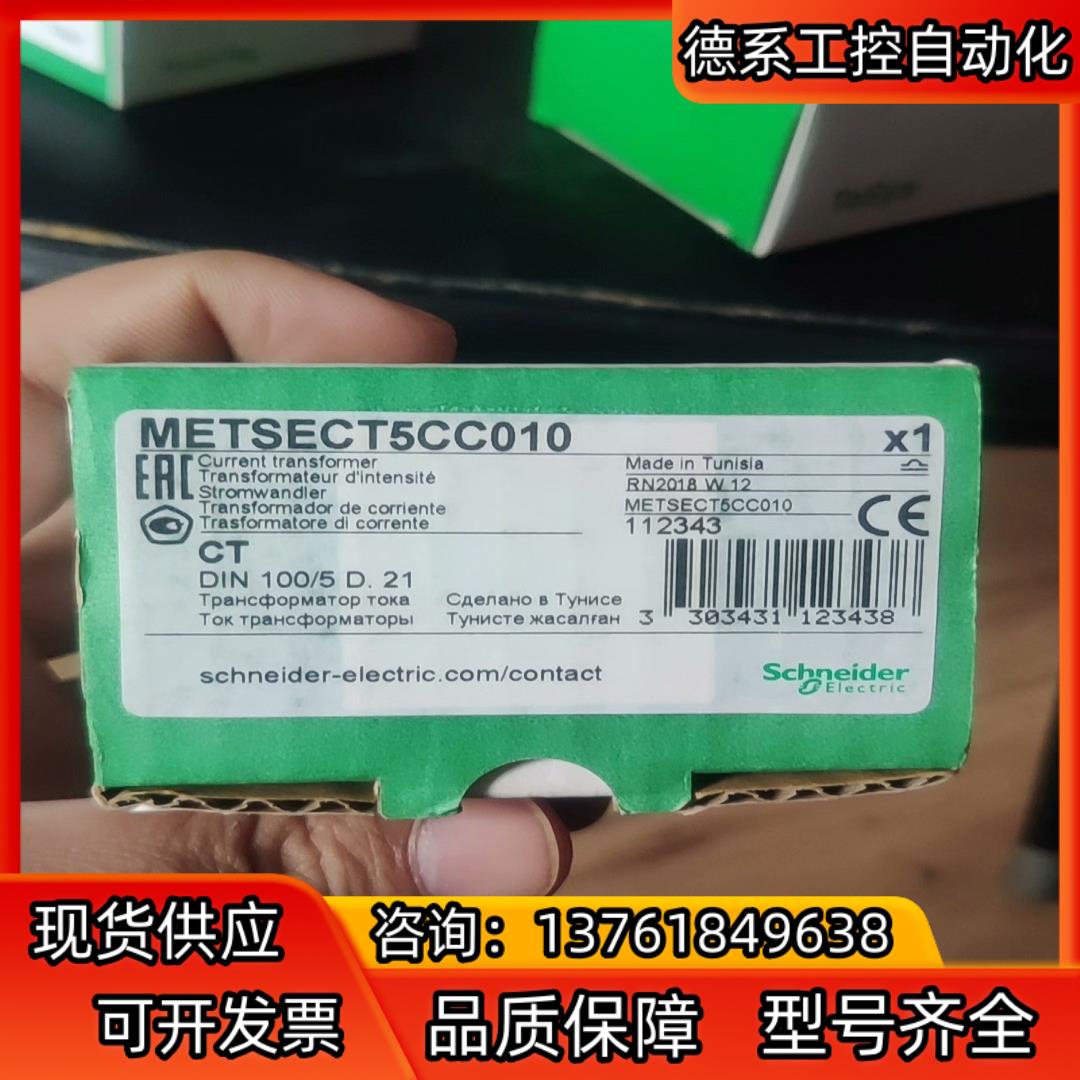 德系工控自动化
METSECT5CC010
x1
EAC
Current transformer
Transformateur d'intensité
Stromwandler
Transformador de corriente
Trasformatore di corrente
Made in Tunisia
RN2018 W 12
METSECT5CC010
112343
CE
CT
DIN 100/5 D. 21
Трансформатор тока
Сделано в Тунисе
Ток трансформаторы
Тунисте жасалған
3 303431 123438
schneider-electric.com/contact
Schneider
Electric
现货供应
咨询：13761849638
可开发票
品质保障
型号齐全